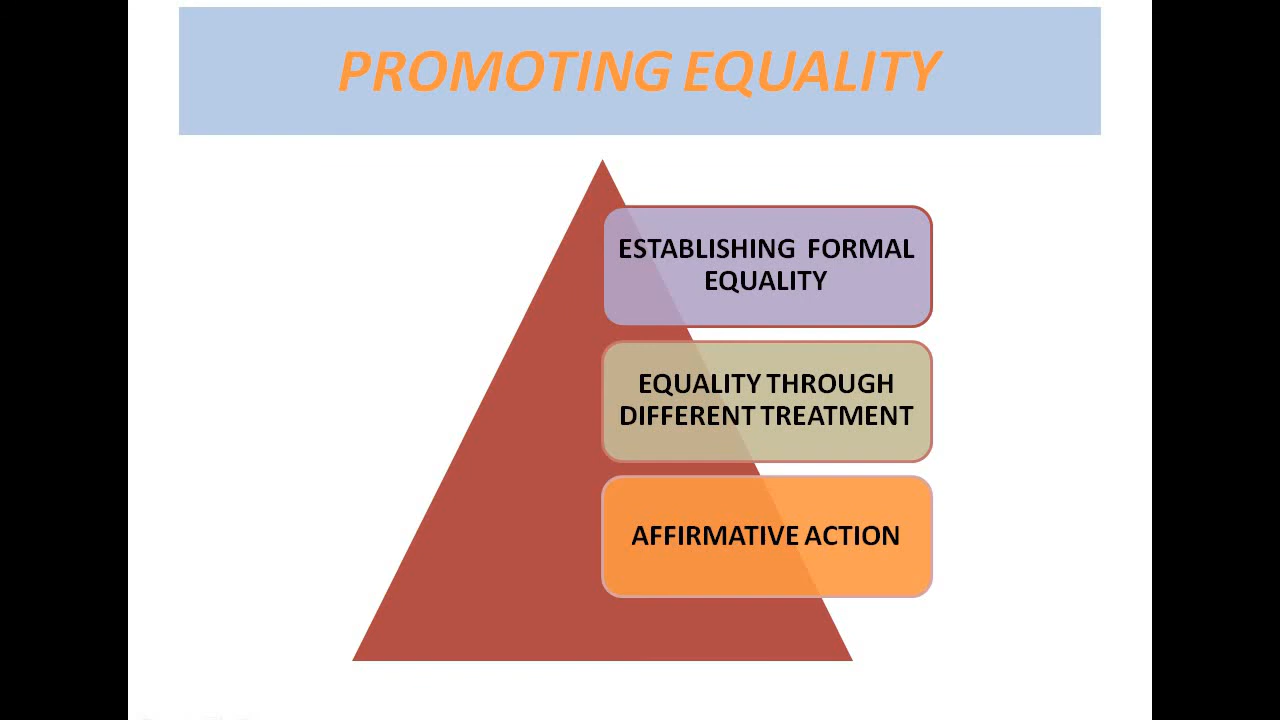 PROMOTING EQUALITY
ESTABLISHING FORMAL
EQUALITY
EQUALITY THROUGH
DIFFERENT TREATMENT
AFFIRMATIVE ACTION